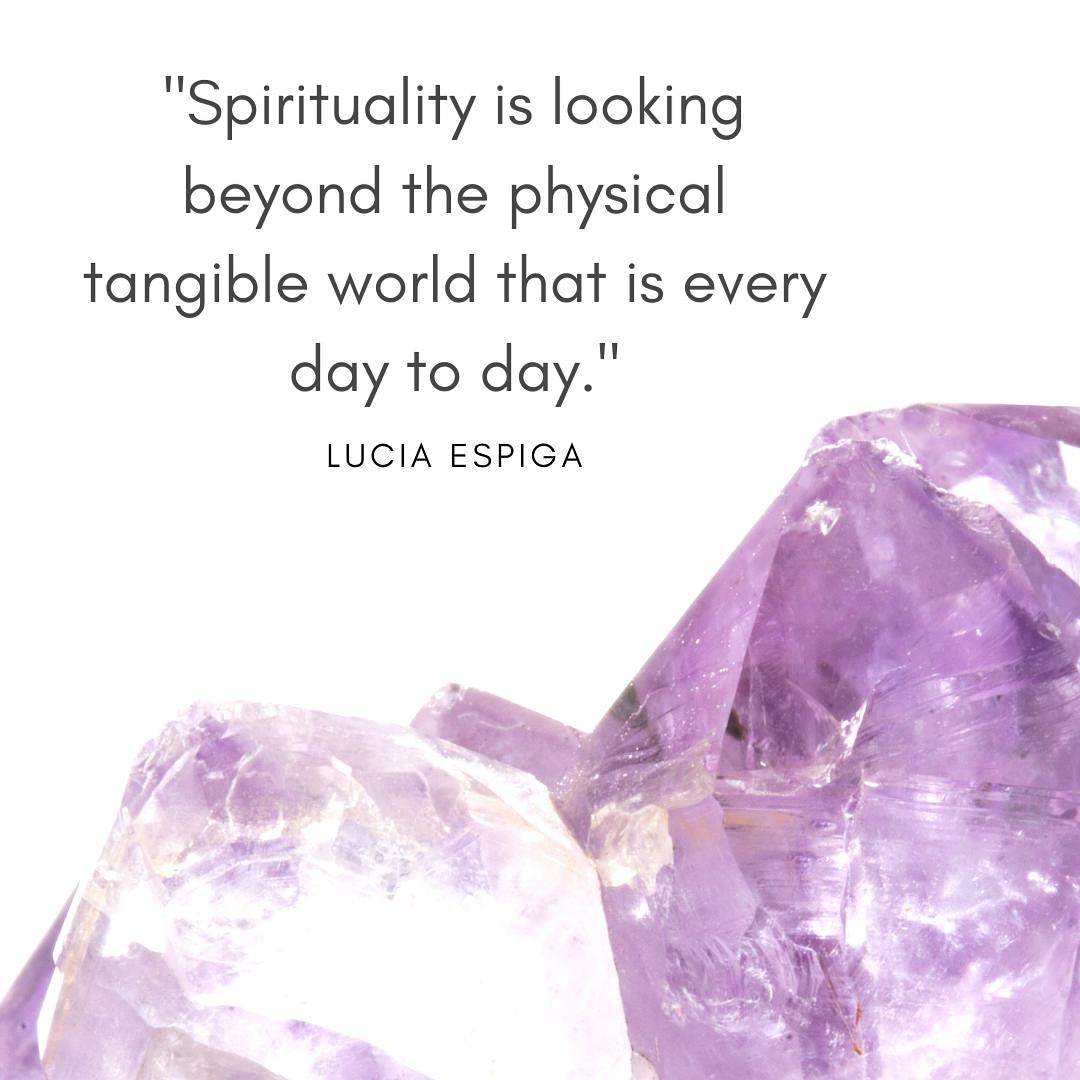 "Spirituality is looking
beyond the physical
tangible world that is every
day to day."
LUCIA ESPIGA